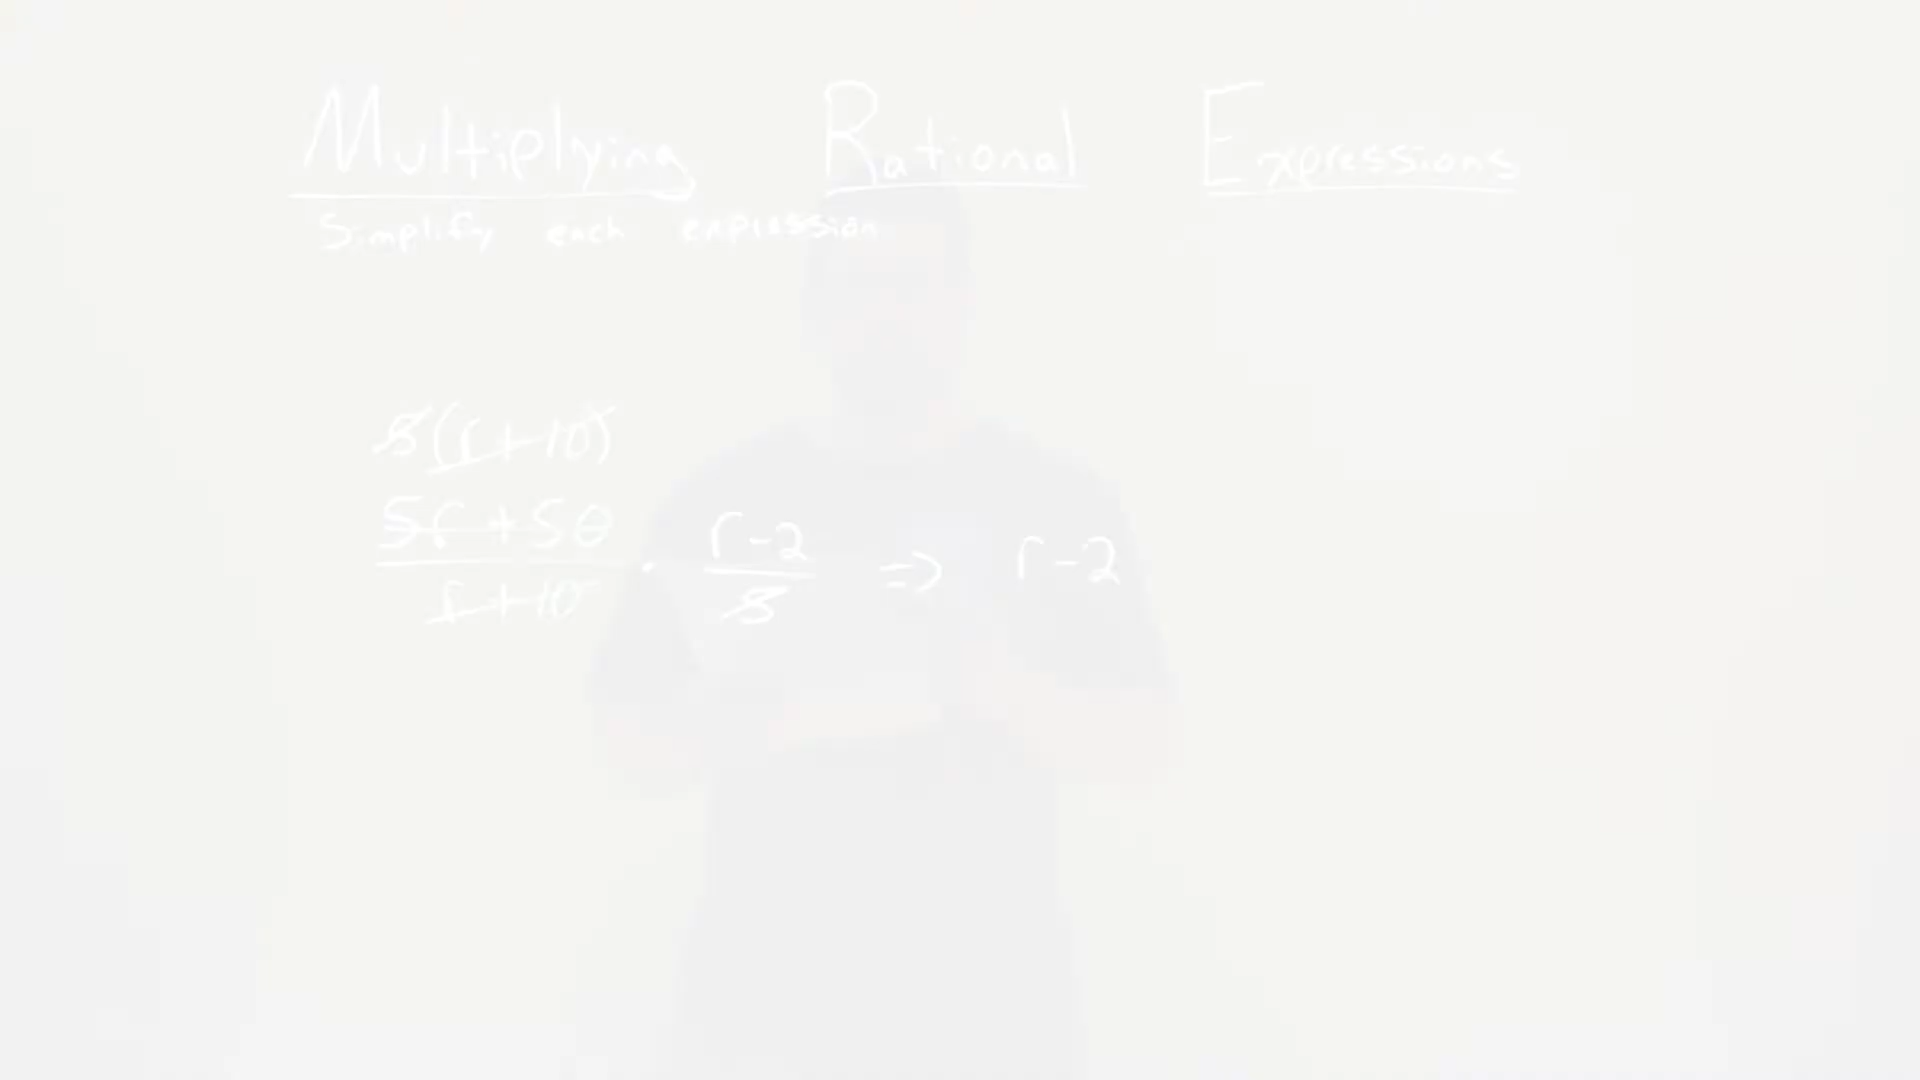 Multiplying Rational Expressions
Simplify each expression
5(r+10)
5r+50
r+10
· r-2
5
⇒ r-2